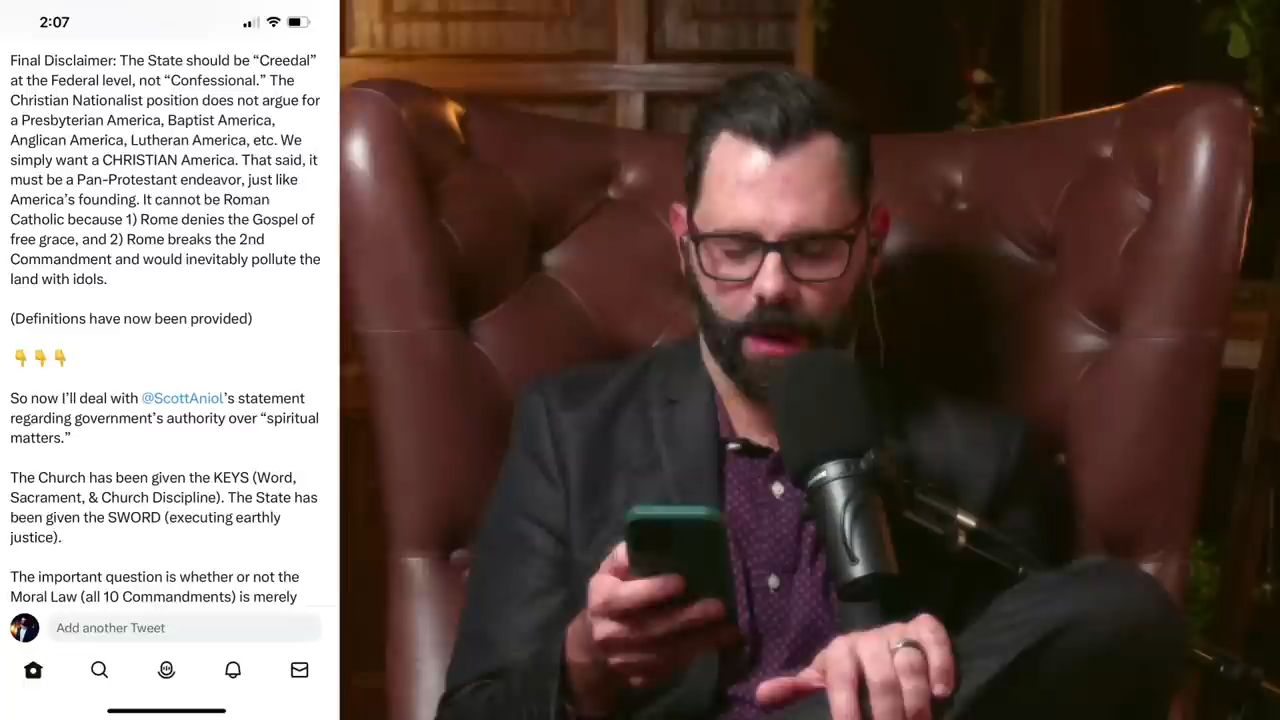 2:07
Final Disclaimer: The State should be “Creedal”
at the Federal level, not “Confessional.” The
Christian Nationalist position does not argue for
a Presbyterian America, Baptist America,
Anglican America, Lutheran America, etc. We
simply want a CHRISTIAN America. That said, it
must be a Pan-Protestant endeavor, just like
America’s founding. It cannot be Roman
Catholic because 1) Rome denies the Gospel of
free grace, and 2) Rome breaks the 2nd
Commandment and would inevitably pollute the
land with idols.
(Definitions have now been provided)
So now I’ll deal with @ScottAniol’s statement
regarding government’s authority over “spiritual
matters.”
The Church has been given the KEYS (Word,
Sacrament, & Church Discipline). The State has
been given the SWORD (executing earthly
justice).
The important question is whether or not the
Moral Law (all 10 Commandments) is merely
Add another Tweet